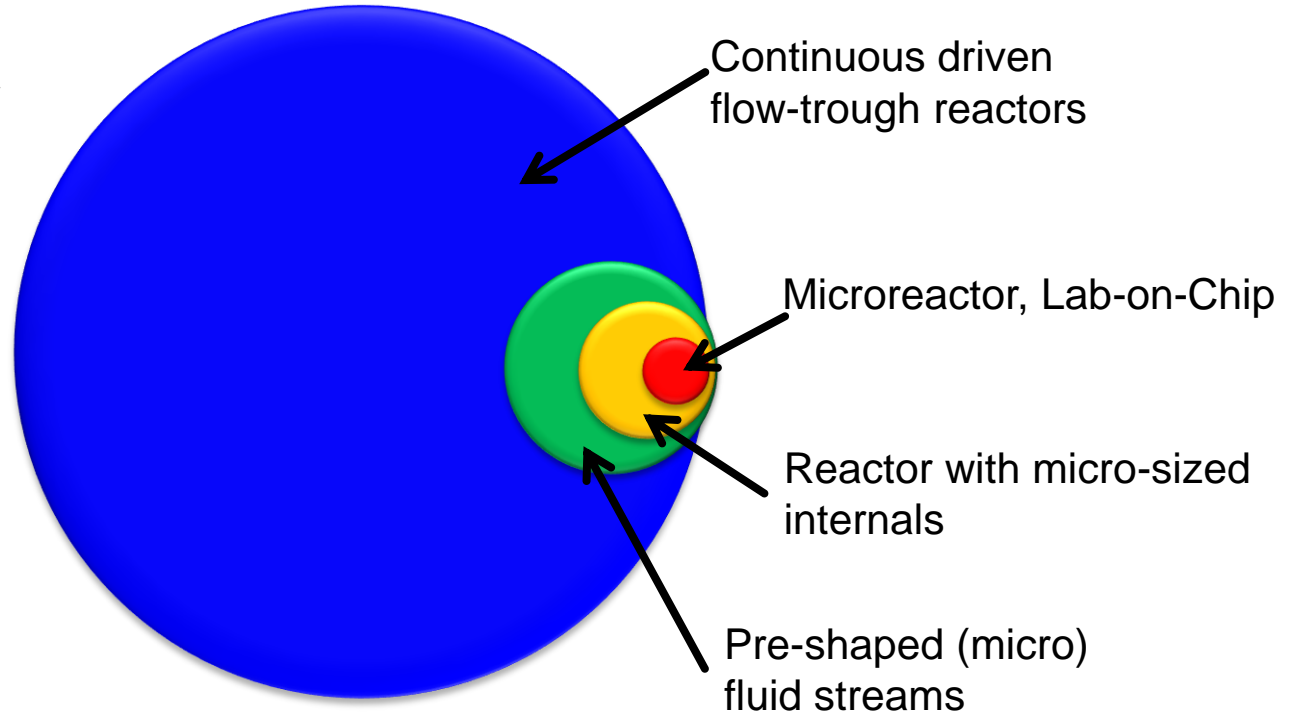 Continuous driven
flow-trough reactors
Microreactor, Lab-on-Chip
Reactor with micro-sized
internals
Pre-shaped (micro)
fluid streams